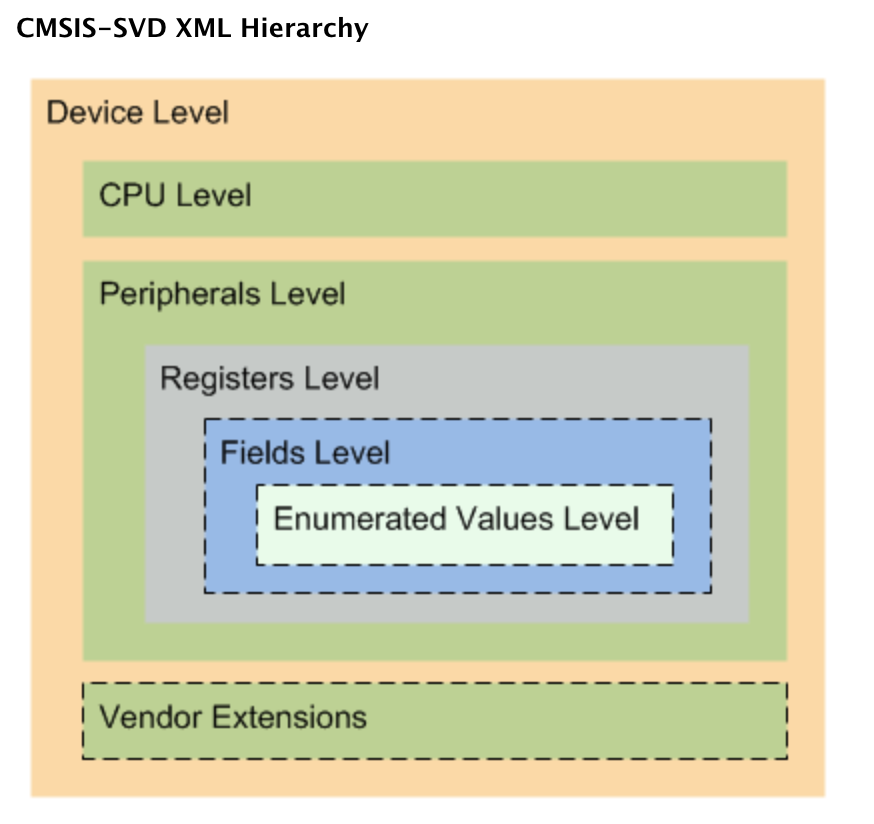 CMSIS-SVD XML Hierarchy
Device Level
CPU Level
Peripherals Level
Registers Level
Fields Level
Enumerated Values Level
Vendor Extensions